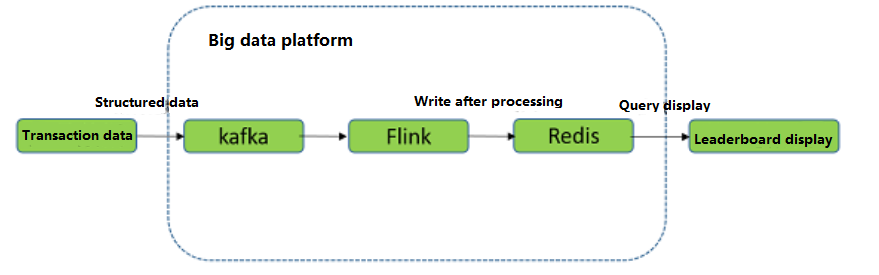 Big data platform
Structured data
Write after processing
Query display
Transaction data
kafka
Flink
Redis
Leaderboard display